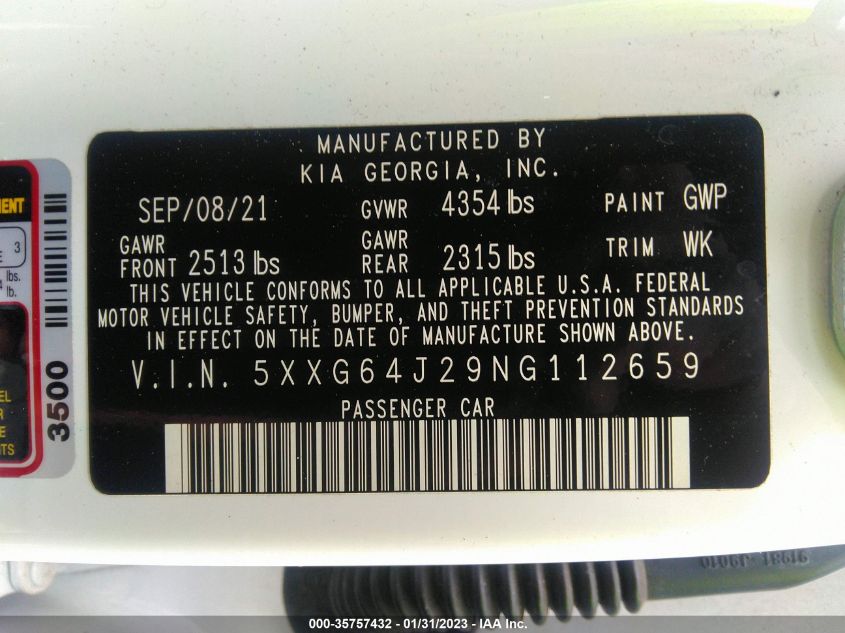 MANUFACTURED BY
KIA GEORGIA, INC.
SEP/08/21 GVWR 4354 lbs PAINT GWP
GAWR FRONT 2513 lbs GAWR REAR 2315 lbs TRIM WK
THIS VEHICLE CONFORMS TO ALL APPLICABLE U.S.A. FEDERAL
MOTOR VEHICLE SAFETY, BUMPER, AND THEFT PREVENTION STANDARDS
IN EFFECT ON THE DATE OF MANUFACTURE SHOWN ABOVE.
V.I.N. 5XXG64J29NG112659
PASSENGER CAR
3
lbs.
lb.
3500
000-35757432 - 01/31/2023 - IAA Inc.